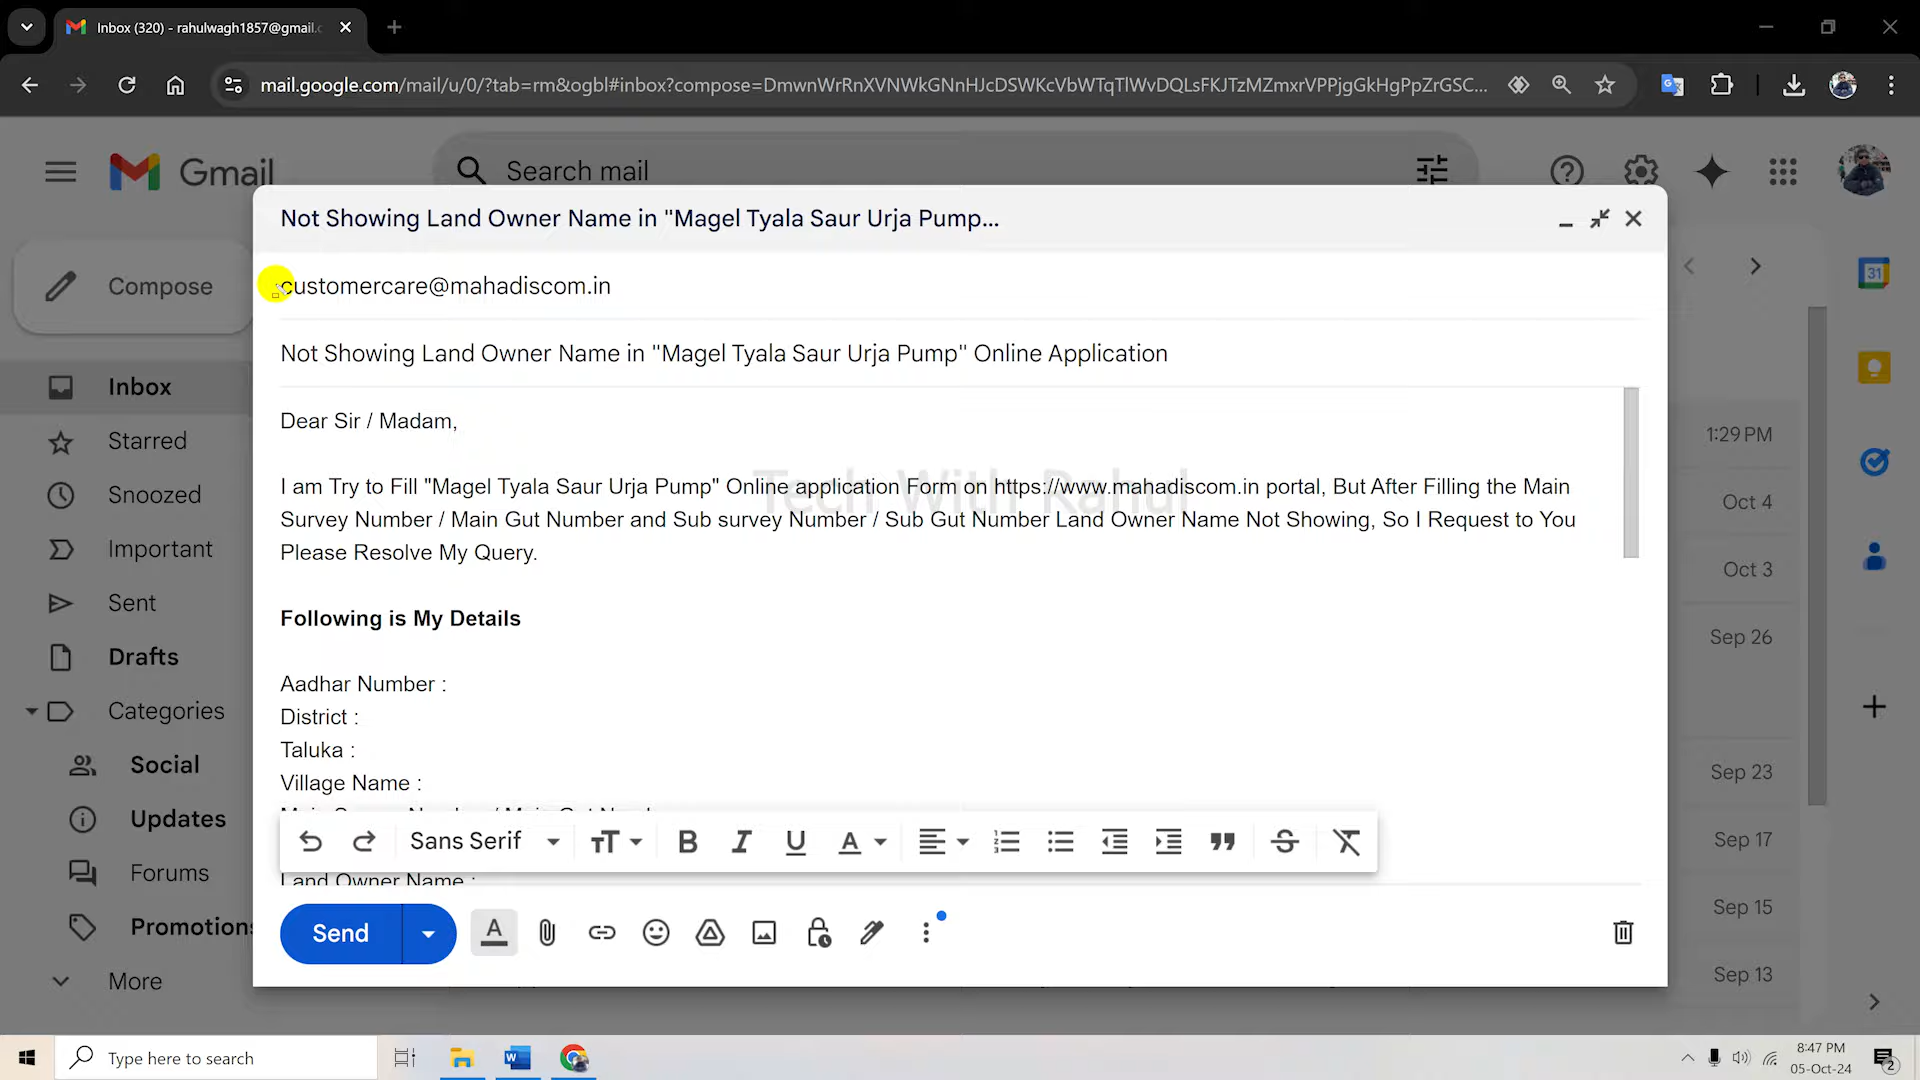 Inbox (320) - rahulwagh1857@gmail.c
mail.google.com/mail/u/0/?tab=rm&ogbl#inbox?compose=DmwnWrRnXVNWkGNnHJcDSWKcVbWTqTlWvDQLsFKJTzMZmxrVPPjgGkHgPpZrGSC...
Gmail
Search mail
Compose
Inbox
Starred
Snoozed
Important
Sent
Drafts
Categories
Social
Updates
Forums
Promotions
More
Not Showing Land Owner Name in "Magel Tyala Saur Urja Pump...
customercare@mahadiscom.in
Not Showing Land Owner Name in "Magel Tyala Saur Urja Pump" Online Application
Dear Sir / Madam,
Tech With Rahul
I am Try to Fill "Magel Tyala Saur Urja Pump" Online application Form on https://www.mahadiscom.in portal, But After Filling the Main
Survey Number / Main Gut Number and Sub survey Number / Sub Gut Number Land Owner Name Not Showing, So I Request to You
Please Resolve My Query.
Following is My Details
Aadhar Number :
District :
Taluka :
Village Name :
Sans Serif
Land Owner Name :
Send
1:29 PM
Oct 4
Oct 3
Sep 26
Sep 23
Sep 17
Sep 15
Sep 13
31
Type here to search
8:47 PM
05-Oct-24
2